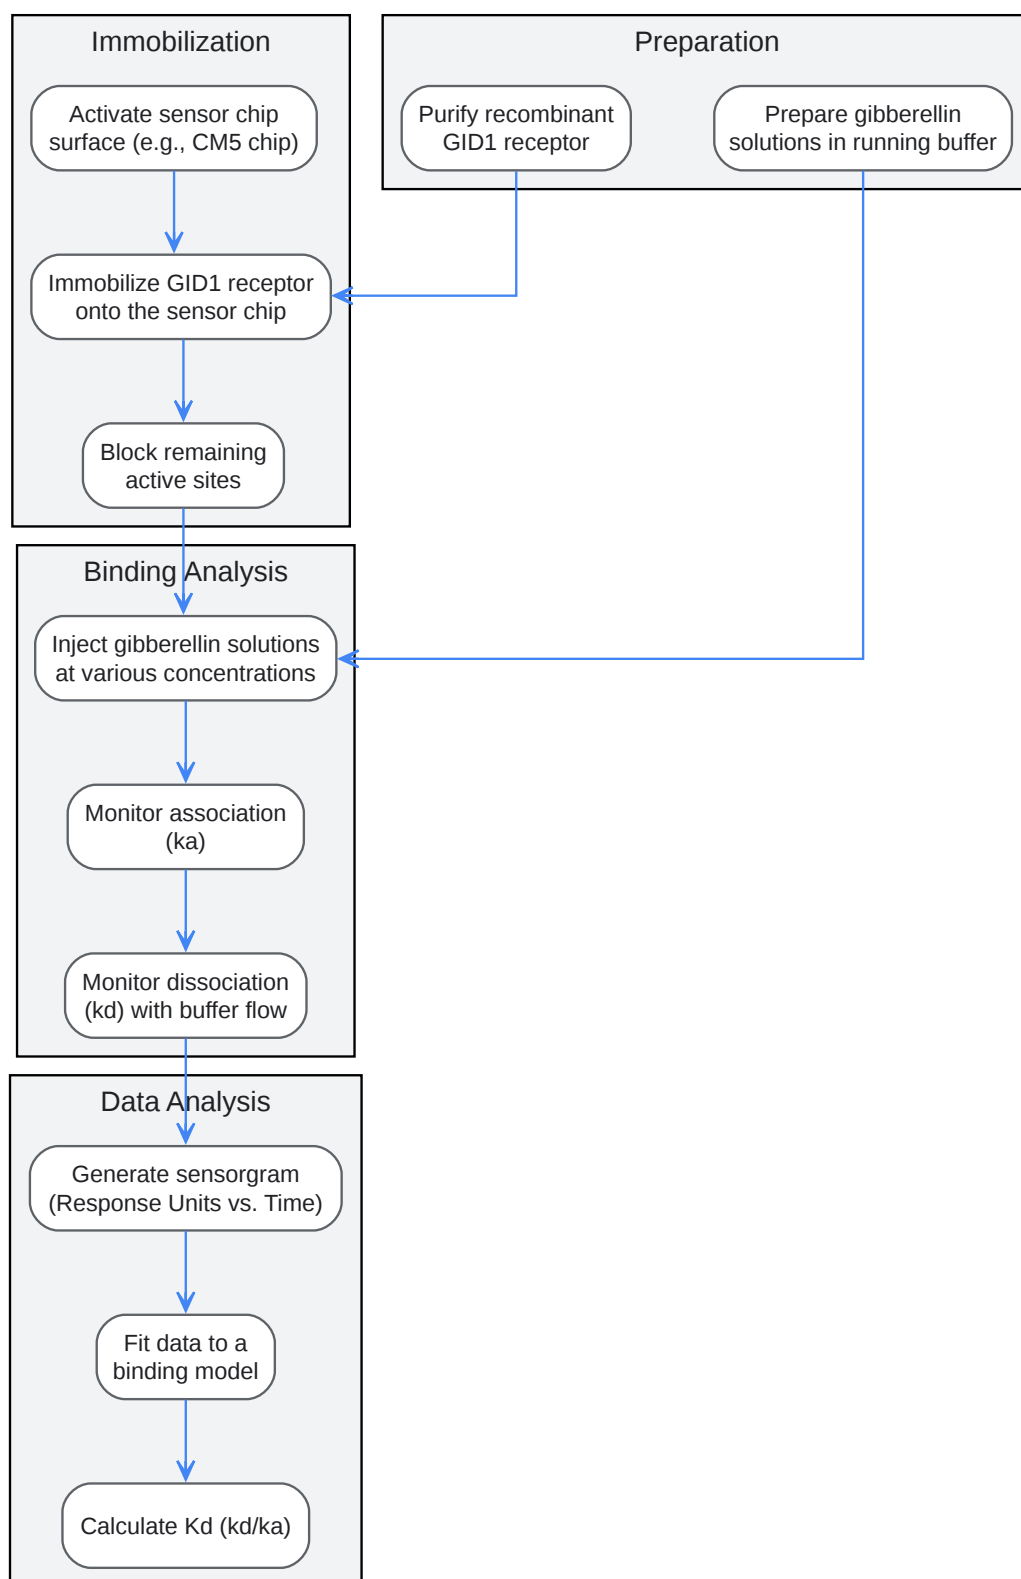 Immobilization
Activate sensor chip
surface (e.g., CM5 chip)
Immobilize GID1 receptor
onto the sensor chip
Block remaining
active sites
Preparation
Purify recombinant
GID1 receptor
Prepare gibberellin
solutions in running buffer
Binding Analysis
Inject gibberellin solutions
at various concentrations
Monitor association
(ka)
Monitor dissociation
(kd) with buffer flow
Data Analysis
Generate sensorgram
(Response Units vs. Time)
Fit data to a
binding model
Calculate Kd (kd/ka)